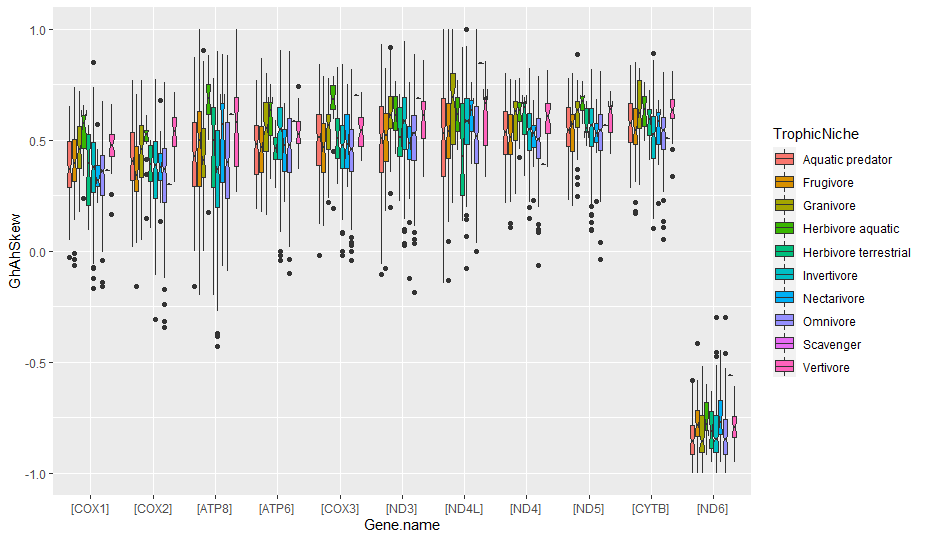 GhAhSkew
1.0
0.5
0.0
-0.5
-1.0
[COX1] [COX2] [ATP8] [ATP6] [COX3] [ND3] [ND4L] [ND4] [ND5] [CYTB] [ND6]
Gene.name
TrophicNiche
Aquatic predator
Frugivore
Granivore
Herbivore aquatic
Herbivore terrestrial
Invertivore
Nectarivore
Omnivore
Scavenger
Vertivore